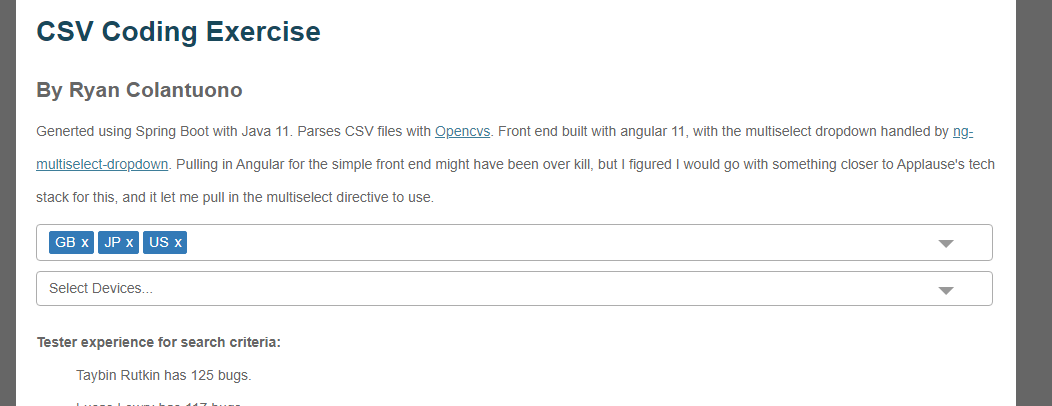 CSV Coding Exercise
By Ryan Colantuono
Generted using Spring Boot with Java 11. Parses CSV files with Opencvs. Front end built with angular 11, with the multiselect dropdown handled by ng-
multiselect-dropdown. Pulling in Angular for the simple front end might have been over kill, but I figured I would go with something closer to Applause's tech
stack for this, and it let me pull in the multiselect directive to use.
GB x JP x US x
Select Devices...
Tester experience for search criteria:
Taybin Rutkin has 125 bugs.